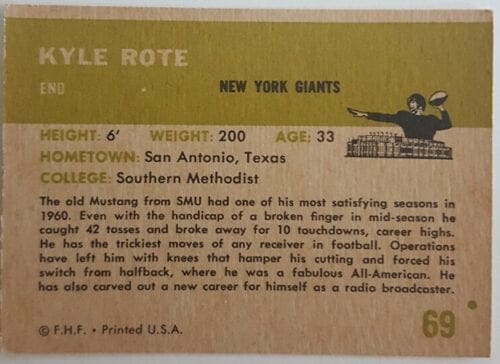 KYLE ROTE
END
NEW YORK GIANTS
HEIGHT: 6' WEIGHT: 200 AGE: 33
HOMETOWN: San Antonio, Texas
COLLEGE: Southern Methodist
The old Mustang from SMU had one of his most satisfying seasons in
1960. Even with the handicap of a broken finger in mid-season he
caught 42 tosses and broke away for 10 touchdowns, career highs.
He has the trickiest moves of any receiver in football. Operations
have left him with knees that hamper his cutting and forced his
switch from halfback, where he was a fabulous All-American. He
has also carved out a new career for himself as a radio broadcaster.
© F.H.F. • Printed U.S.A.
69